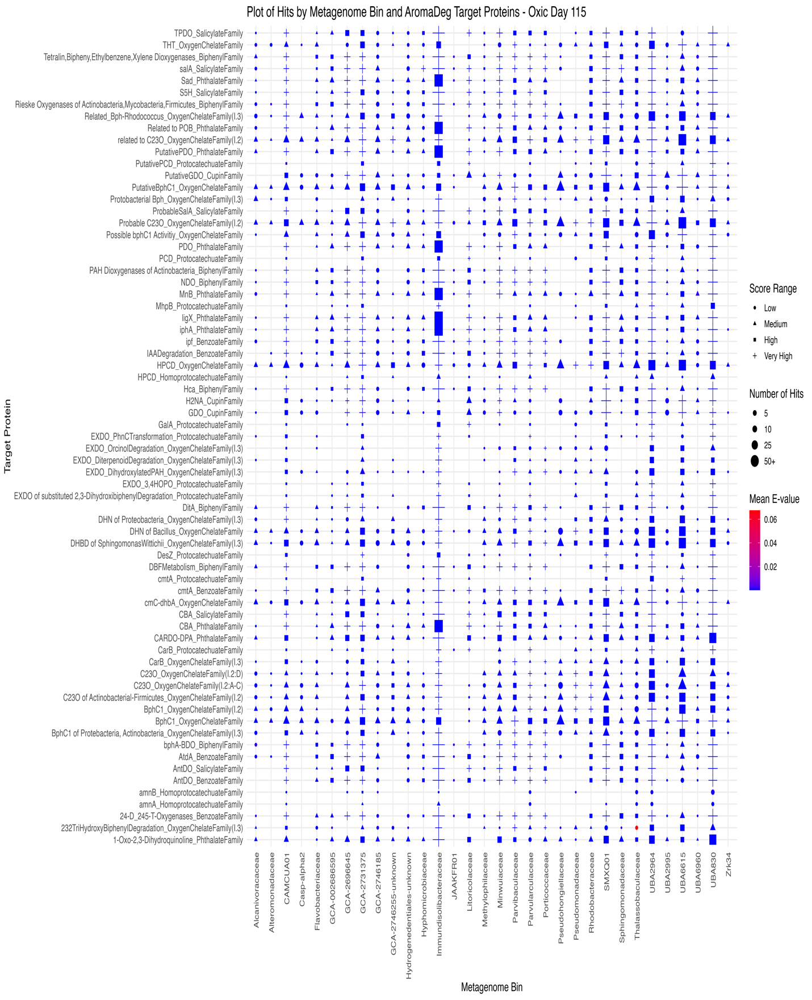 Plot of Hits by Metagenome Bin and AromaDeg Target Proteins - Oxic Day 115
Target Protein
TPDO_SalicylateFamily
THT_OxygenChelateFamily
Tetralin,Bipheny,Ethylbenzene,Xylene Dioxygenases_BiphenylFamily
salA_SalicylateFamily
Sad_PhthalateFamily
S5H_SalicylateFamily
Rieske Oxygenases of Actinobacteria,Mycobacteria,Firmicutes_BiphenylFamily
Related_Bph-Rhodococcus_OxygenChelateFamily(I.3)
Related to POB_PhthalateFamily
related to C23O_OxygenChelateFamily(I.2)
PutativePDO_PhthalateFamily
PutativePCD_ProtocatechuateFamily
PutativeGDO_CupinFamily
PutativeBphC1_OxygenChelateFamily
Protobacterial Bph_OxygenChelateFamily(I.3)
ProbableSalA_SalicylateFamily
Probable C23O_OxygenChelateFamily(I.2)
Possible bphC1 Activitiy_OxygenChelateFamily
PDO_PhthalateFamily
PCD_ProtocatechuateFamily
PAH Dioxygenases of Actinobacteria_BiphenylFamily
NDO_BiphenylFamily
MnB_PhthalateFamily
MhpB_ProtocatechuateFamily
ligX_PhthalateFamily
iphA_PhthalateFamily
ipf_BenzoateFamily
IAADegradation_BenzoateFamily
HPCD_OxygenChelateFamily
HPCD_HomoprotocatechuateFamily
Hca_BiphenylFamily
H2NA_CupinFamily
GDO_CupinFamily
GalA_ProtocatechuateFamily
EXDO_PhnCTransformation_ProtocatechuateFamily
EXDO_OrcinolDegradation_OxygenChelateFamily(I.3)
EXDO_DiterpenoidDegradation_OxygenChelateFamily(I.3)
EXDO_DihydroxylatedPAH_OxygenChelateFamily(I.3)
EXDO_3,4HOPO_ProtocatechuateFamily
EXDO of substituted 2,3-DihydroxibiphenylDegradation_ProtocatechuateFamily
DitA_BiphenylFamily
DHN of Proteobacteria_OxygenChelateFamily(I.3)
DHN of Bacillus_OxygenChelateFamily
DHBD of SphingomonasWittichii_OxygenChelateFamily(I.3)
DesZ_ProtocatechuateFamily
DBFMetabolism_BiphenylFamily
cmtA_ProtocatechuateFamily
cmtA_BenzoateFamily
cmC-dhbA_OxygenChelateFamily
CBA_SalicylateFamily
CBA_PhthalateFamily
CARDO-DPA_PhthalateFamily
CarB_ProtocatechuateFamily
CarB_OxygenChelateFamily(I.3)
C23O_OxygenChelateFamily(I.2:D)
C23O_OxygenChelateFamily(I.2:A-C)
C23O of Actinobacterial-Firmicutes_OxygenChelateFamily(I.2)
BphC1_OxygenChelateFamily(I.2)
BphC1_OxygenChelateFamily
BphC1 of Protebacteria, Actinobacteria_OxygenChelateFamily(I.3)
bphA-BDO_BiphenylFamily
AtdA_BenzoateFamily
AntDO_SalicylateFamily
AntDO_BenzoateFamily
amnB_HomoprotocatechuateFamily
amnA_HomoprotocatechuateFamily
24-D_245-T-Oxygenases_BenzoateFamily
232TriHydroxyBiphenylDegradation_OxygenChelateFamily(I.3)
1-Oxo-2,3-Dihydroquinoline_PhthalateFamily
Alcanivoracaceae
Alteromonadaceae
CAMCUA01
Casp-alpha2
Flavobacteriaceae
GCA-002686595
GCA-2696645
GCA-2731375
GCA-2746185
GCA-2746255-unknown
Hydrogenedentiales-unknown
Hyphomicrobiaceae
Immundisolibacteraceae
JAAKFR01
Litoricolaceae
Methylophilaceae
Minwuiaceae
Parvibaculaceae
Parvularculaceae
Porticoccaceae
Pseudohongiellaceae
Pseudomonadaceae
Rhodobacteraceae
SMXQ01
Sphingomonadaceae
Thalassobaculaceae
UBA2964
UBA2995
UBA6615
UBA6960
UBA830
Zrk34
Metagenome Bin
Score Range
Low
Medium
High
Very High
Number of Hits
5
10
25
50+
Mean E-value
0.06
0.04
0.02